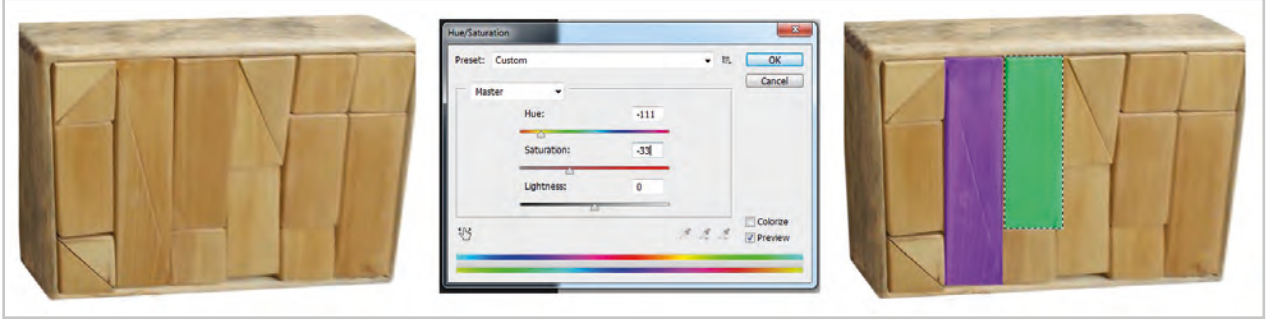 Hue/Saturation
Preset: Custom
OK
Cancel
Master
Hue: -111
Saturation: -33
Lightness: 0
Colorize
Preview